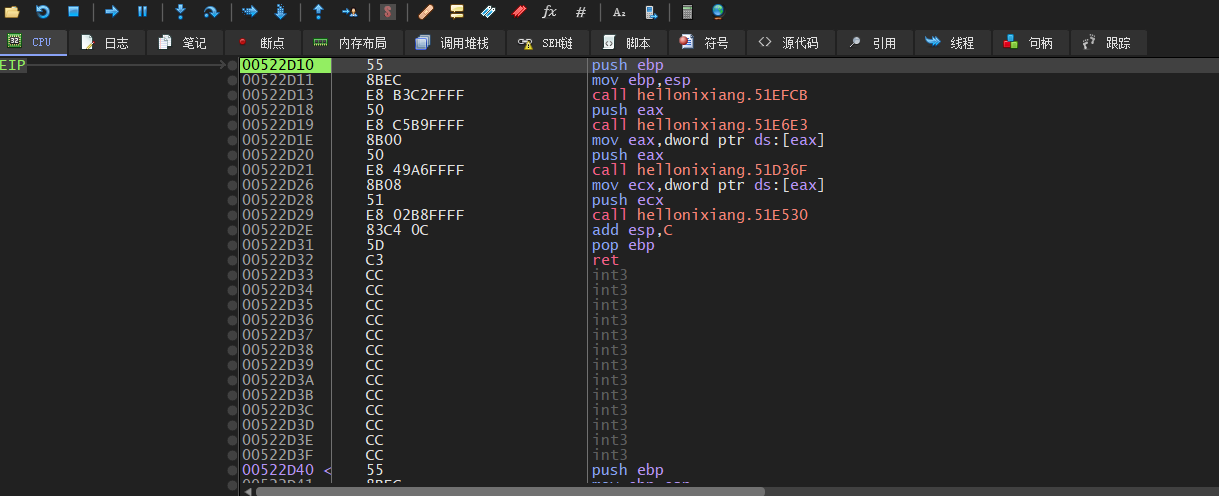 $ fx # A₂
CPU 日志 笔记 断点 内存布局 调用堆栈 SEH链 脚本 符号 <> 源代码 引用 线程 句柄 跟踪
EIP 00522D10 55 push ebp
00522D11 8BEC mov ebp,esp
00522D13 E8 B3C2FFFF call hellonixiang.51EFCB
00522D18 50 push eax
00522D19 E8 C5B9FFFF call hellonixiang.51E6E3
00522D1E 8B00 mov eax,dword ptr ds:[eax]
00522D20 50 push eax
00522D21 E8 49A6FFFF call hellonixiang.51D36F
00522D26 8B08 mov ecx,dword ptr ds:[eax]
00522D28 51 push ecx
00522D29 E8 02B8FFFF call hellonixiang.51E530
00522D2E 83C4 0C add esp,C
00522D31 5D pop ebp
00522D32 C3 ret
00522D33 CC int3
00522D34 CC int3
00522D35 CC int3
00522D36 CC int3
00522D37 CC int3
00522D38 CC int3
00522D39 CC int3
00522D3A CC int3
00522D3B CC int3
00522D3C CC int3
00522D3D CC int3
00522D3E CC int3
00522D3F CC int3
00522D40 < 55 push ebp
00522D41 8BEC mov ebp,esp